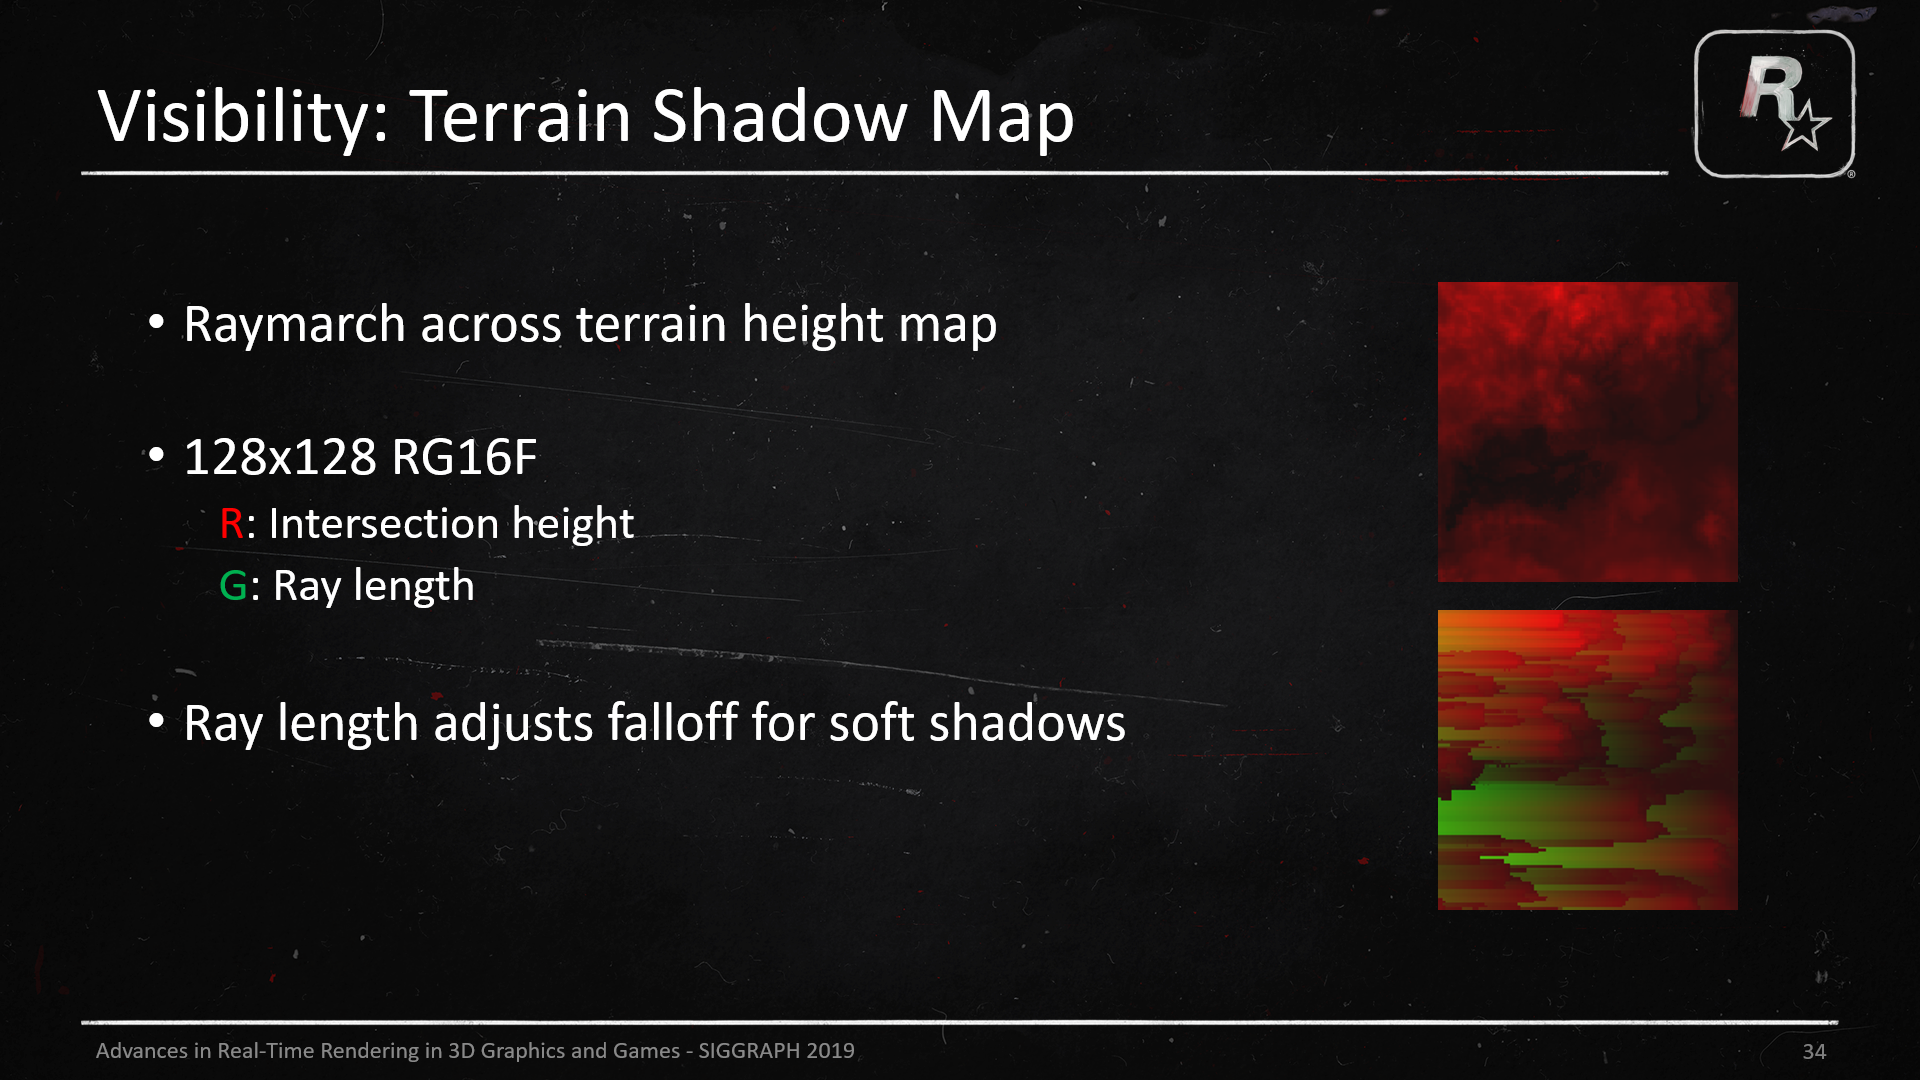 Visibility: Terrain Shadow Map
R
®
• Raymarch across terrain height map
• 128x128 RG16F
R: Intersection height
G: Ray length
• Ray length adjusts falloff for soft shadows
Advances in Real-Time Rendering in 3D Graphics and Games - SIGGRAPH 2019
34